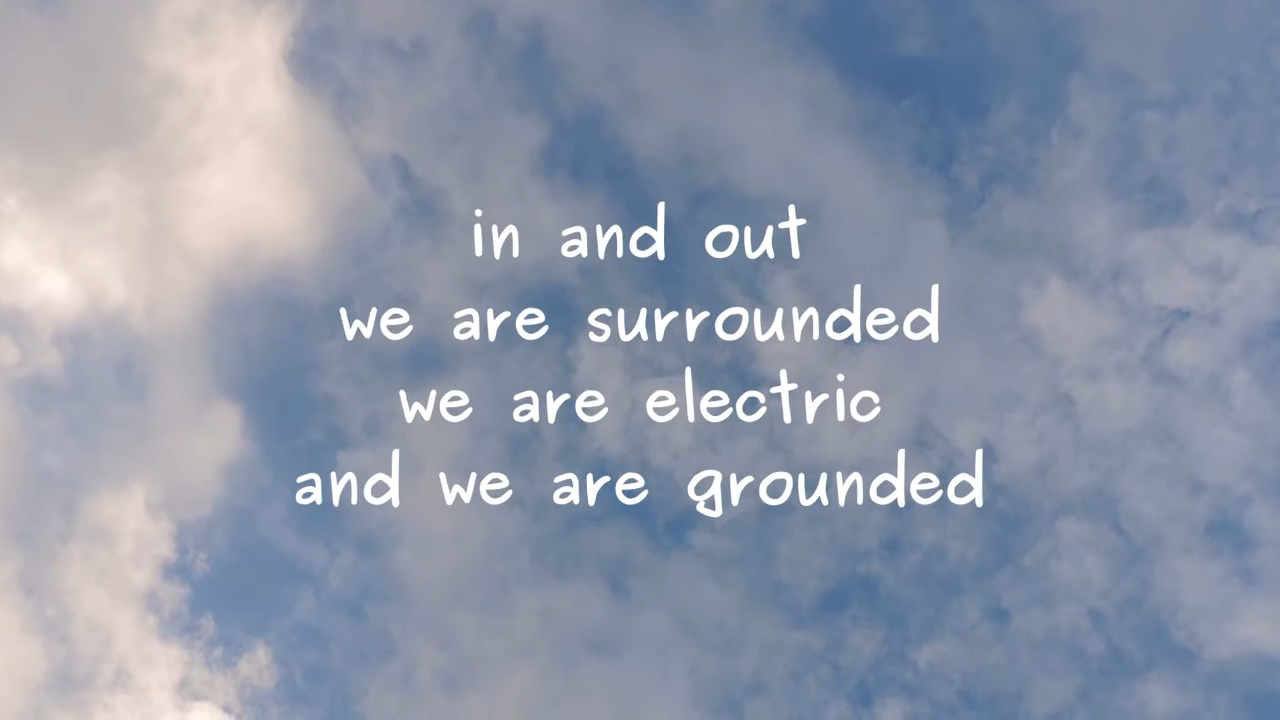 in and out
we are surrounded
we are electric
and we are grounded